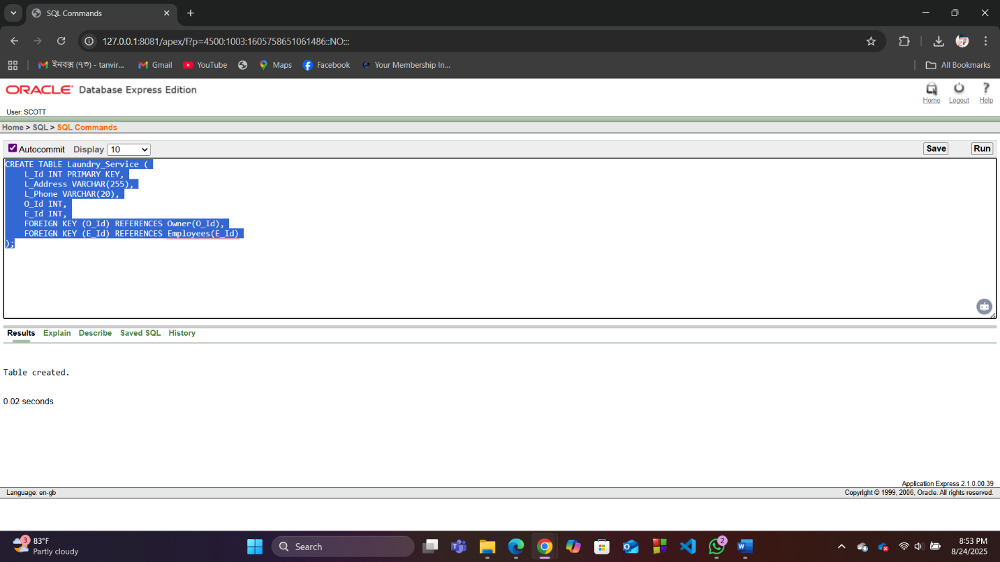 SQL Commands
127.0.0.1:8081/apex/f?p=4500:1003:1605758651061486::NO:::
ইনবক্স (৭৩) - tanvir... Gmail YouTube Maps Facebook Your Membership In... All Bookmarks
ORACLE Database Express Edition
Home Logout Help
User: SCOTT
Home > SQL > SQL Commands
Autocommit Display 10 Save Run
CREATE TABLE Laundry_Service (
    L_Id INT PRIMARY KEY,
    L_Address VARCHAR(255),
    L_Phone VARCHAR(20),
    O_Id INT,
    E_Id INT,
    FOREIGN KEY (O_Id) REFERENCES Owner(O_Id),
    FOREIGN KEY (E_Id) REFERENCES Employees(E_Id)
);
Results Explain Describe Saved SQL History
Table created.
0.02 seconds
Application Express 2.1.0.00.39
Language: en-gb Copyright © 1999, 2006, Oracle. All rights reserved.
3 83°F
Partly cloudy
Search
2
8:53 PM
8/24/2025